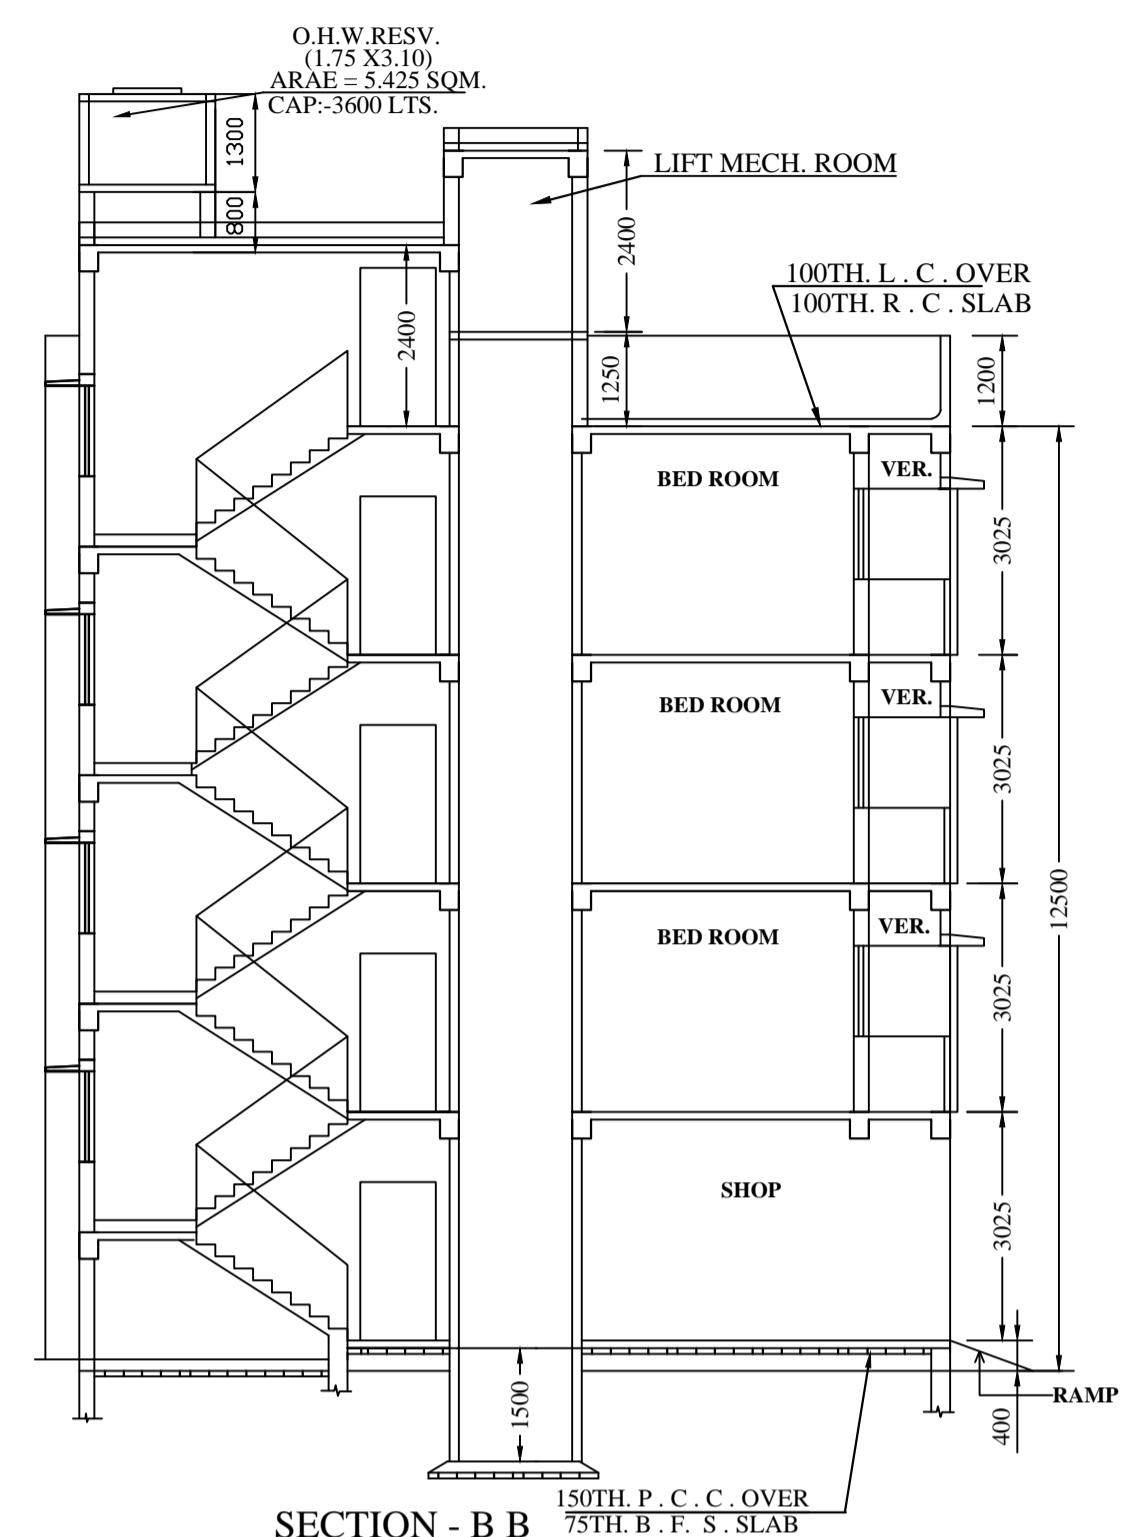 O.H.W.RESV.
(1.75 X3.10)
ARAE = 5.425 SQM.
CAP:-3600 LTS.
1300
800
LIFT MECH. ROOM
2400
100TH. L . C . OVER
100TH. R . C . SLAB
2400
1250
1200
BED ROOM
VER.
3025
BED ROOM
VER.
3025
12500
BED ROOM
VER.
3025
SHOP
3025
1500
RAMP
400
150TH. P . C . C . OVER
75TH. B . F. S . SLAB
SECTION - B B